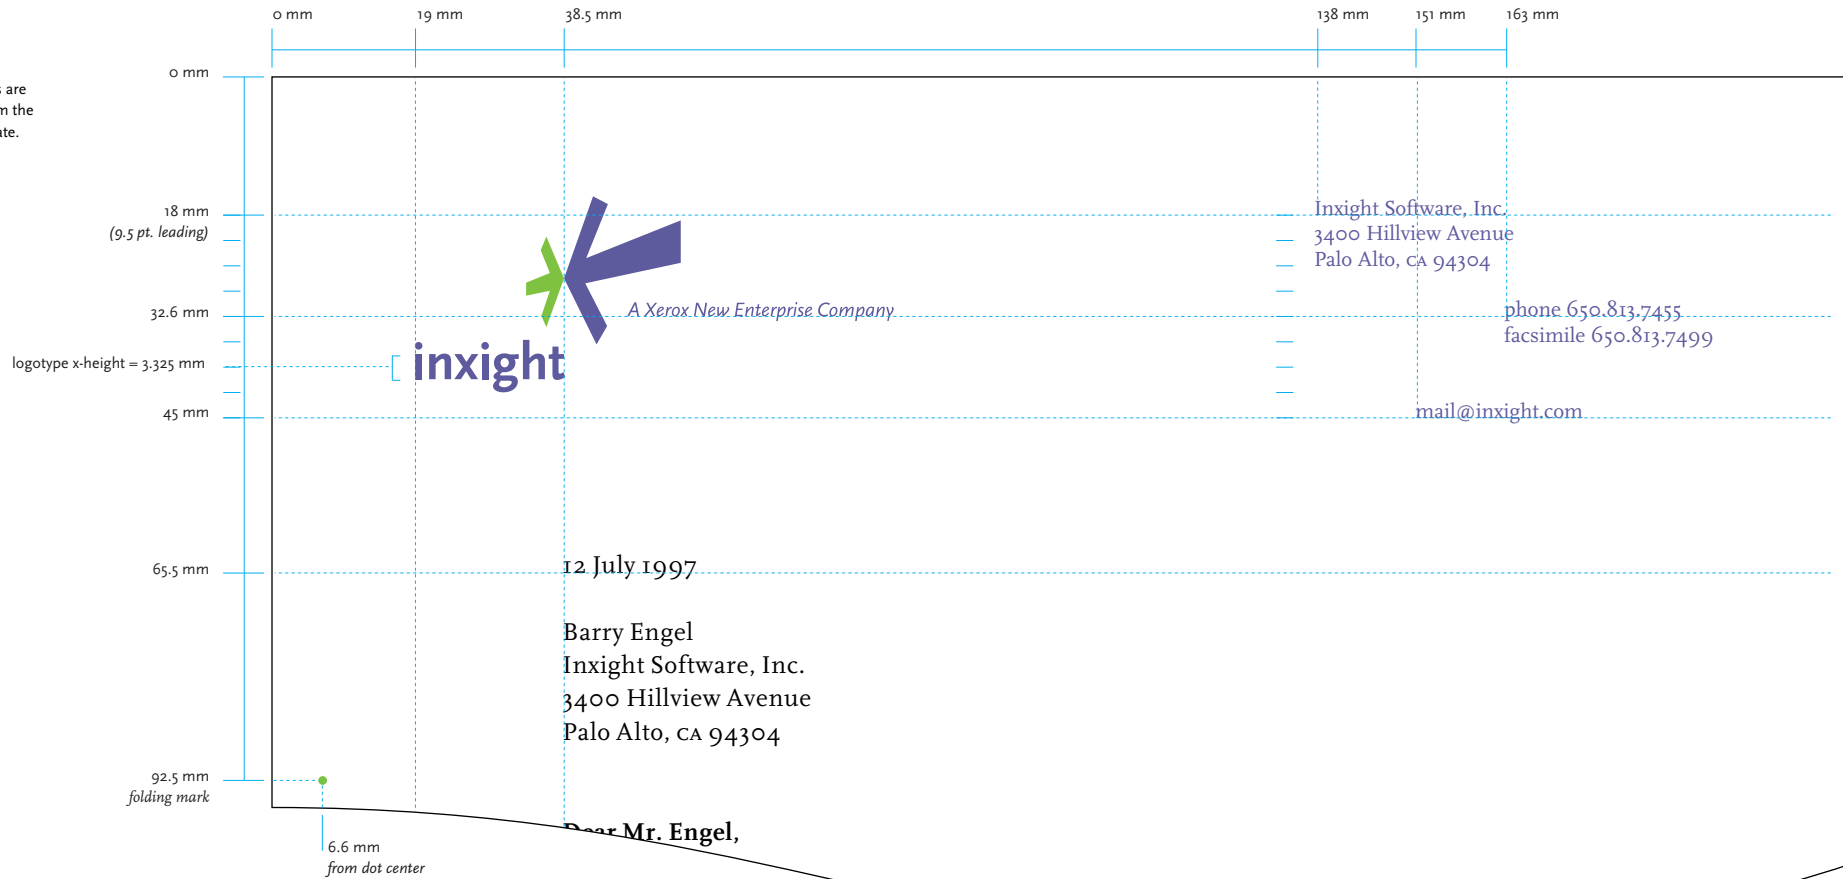 0 mm
19 mm
38.5 mm
138 mm
151 mm
163 mm
0 mm
are
the
18 mm
(9.5 pt. leading)
32.6 mm
logotype x-height = 3.325 mm
45 mm
65.5 mm
92.5 mm
folding mark
6.6 mm
from dot center
A Xerox New Enterprise Company
inxight
Inxight Software, Inc.
3400 Hillview Avenue
Palo Alto, CA 94304
phone 650.813.7455
facsimile 650.813.7499
mail@inxight.com
12 July 1997
Barry Engel
Inxight Software, Inc.
3400 Hillview Avenue
Palo Alto, CA 94304
Dear Mr. Engel,